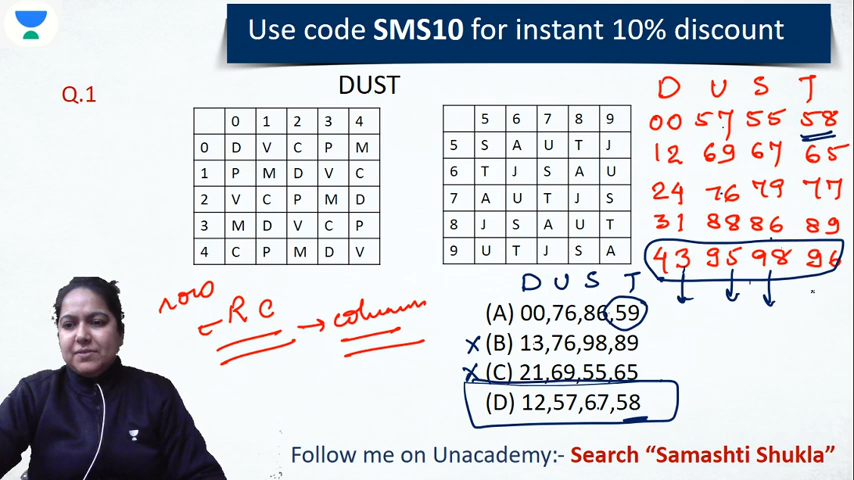 Use code SMS10 for instant 10% discount
Q.1
DUST
0 1 2 3 4
0 D V C P M
1 P M D V C
2 V C P M D
3 M D V C P
4 C P M D V
5 6 7 8 9
5 S A U T J
6 T J S A U
7 A U T J S
8 J S A U T
9 U T J S A
D U S T
00 57 55 58
12 69 67 65
24 76 79 77
31 88 86 89
43 95 98 96
row
R C
column
D U S T
(A) 00,76,86,59
(B) 13,76,98,89
(C) 21,69,55,65
(D) 12,57,67,58
Follow me on Unacademy:- Search “Samashti Shukla”